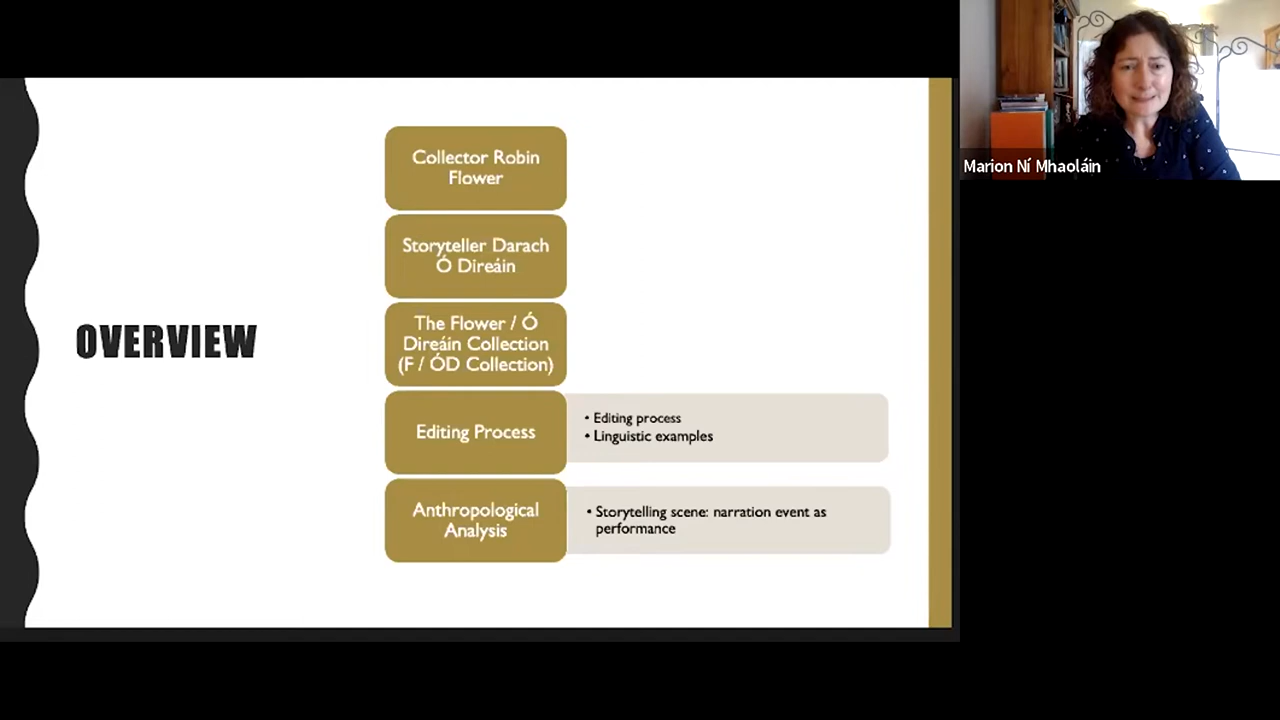 OVERVIEW
Collector Robin
Flower
Storyteller Darach
Ó Direáin
The Flower / Ó
Direáin Collection
(F / ÓD Collection)
Editing Process
• Editing process
• Linguistic examples
Anthropological
Analysis
• Storytelling scene: narration event as
performance
Marion Ní Mhaoláin